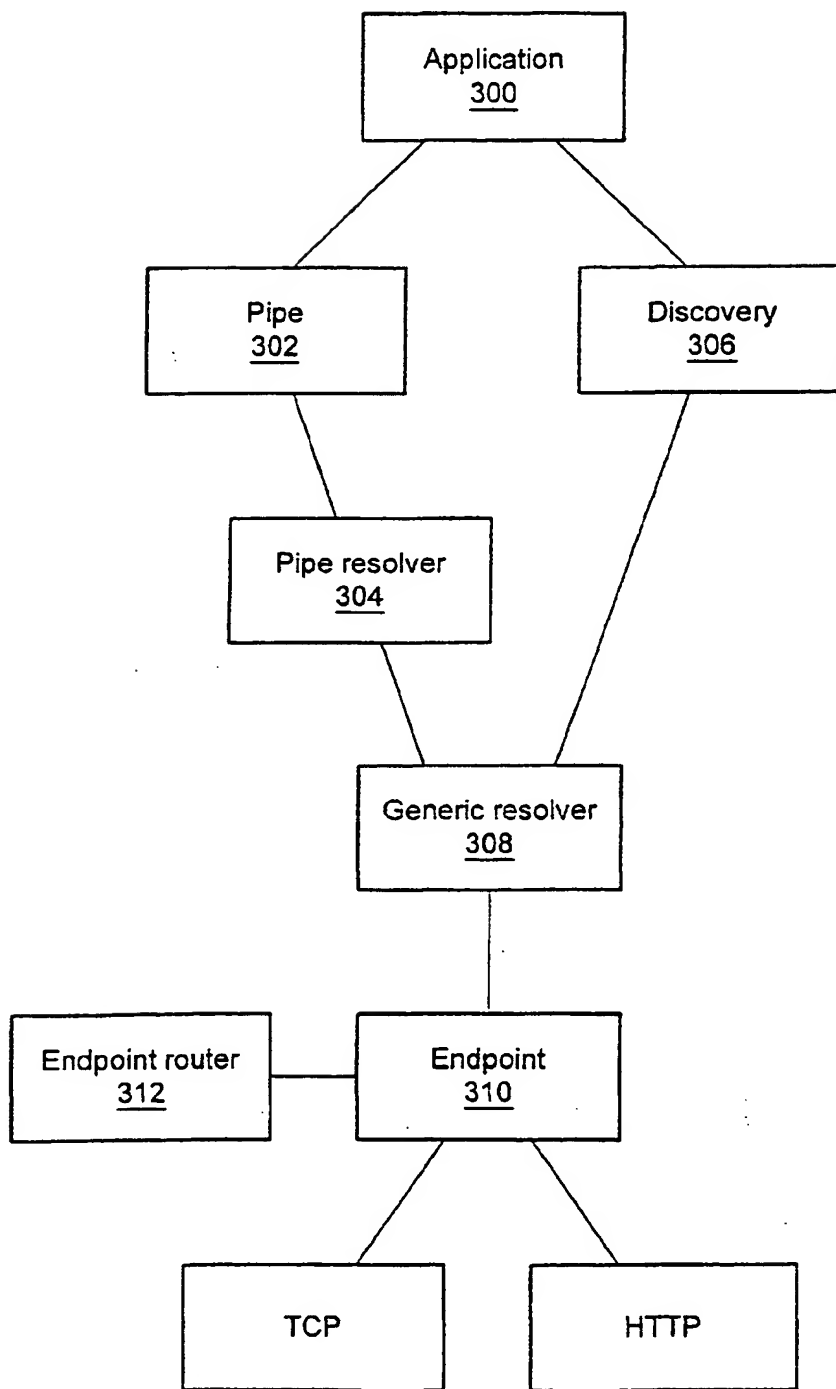 Application
300
Pipe
302
Discovery
306
Pipe resolver
304
Generic resolver
308
Endpoint router
312
Endpoint
310
TCP
HTTP